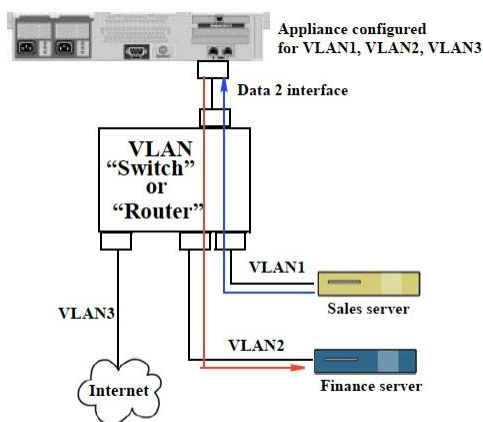 Appliance configured
for VLAN1, VLAN2, VLAN3
Data 2 interface
VLAN
“Switch”
or
“Router”
VLAN1
Sales server
VLAN3
VLAN2
Internet
Finance server